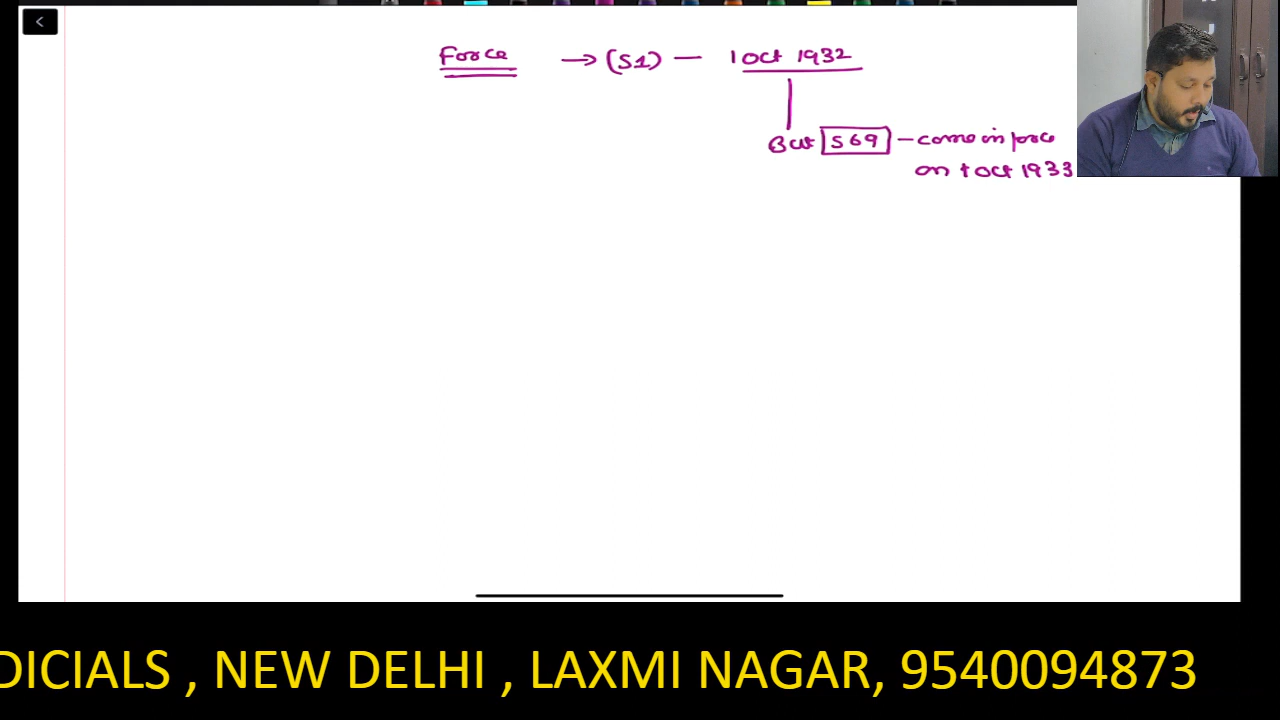 Force → (S1) — 1 Oct 1932
But S69 — come in force
on 1 Oct 1933
DICIALS , NEW DELHI , LAXMI NAGAR, 9540094873